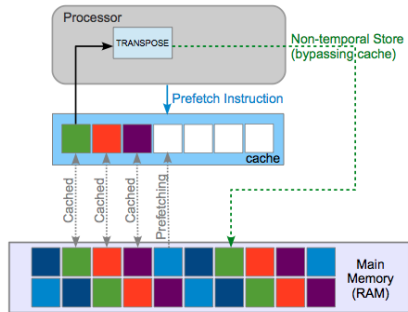 Processor
TRANSPOSE
Non-temporal Store
(bypassing cache)
Prefetch Instruction
cache
Cached
Cached
Cached
Prefetching
Main
Memory
(RAM)